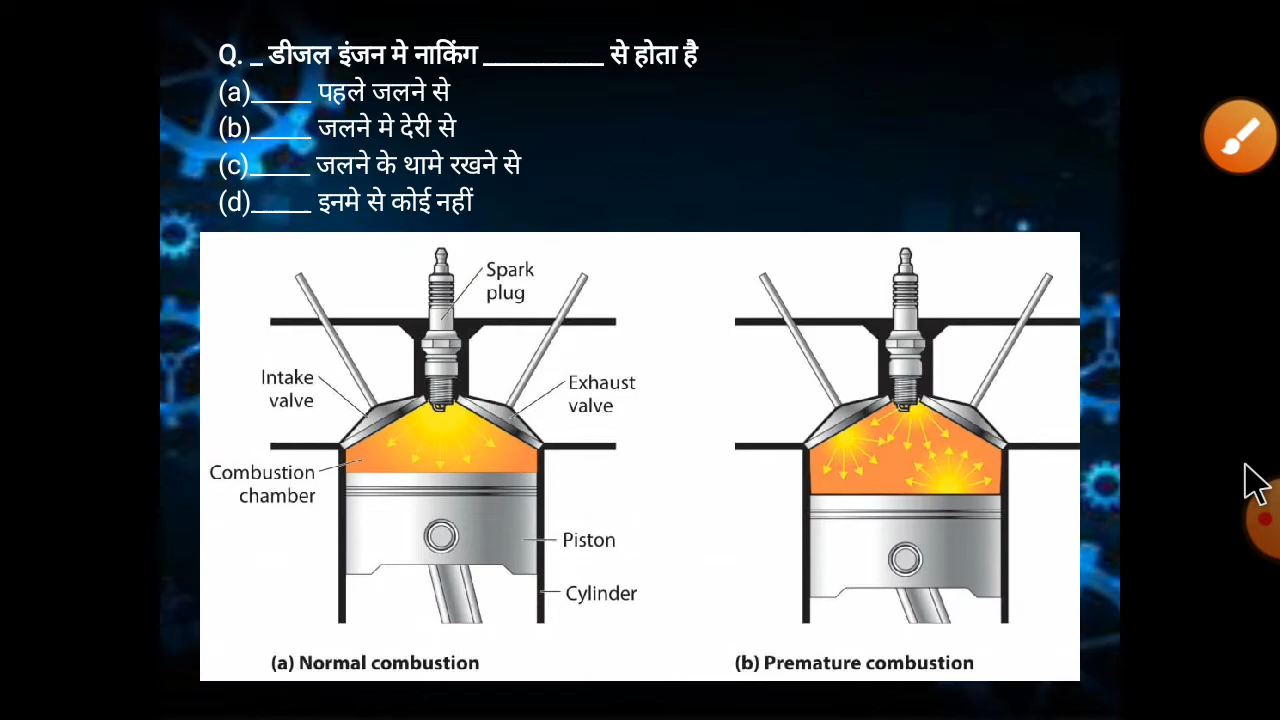 Q. _ डीजल इंजन मे नाकिंग __________ से होता है
(a)_____ पहले जलने से
(b)_____ जलने मे देरी से
(c)_____ जलने के थामे रखने से
(d)_____ इनमे से कोई नहीं
Spark
plug
Intake
valve
Exhaust
valve
Combustion
chamber
Piston
Cylinder
(a) Normal combustion
(b) Premature combustion